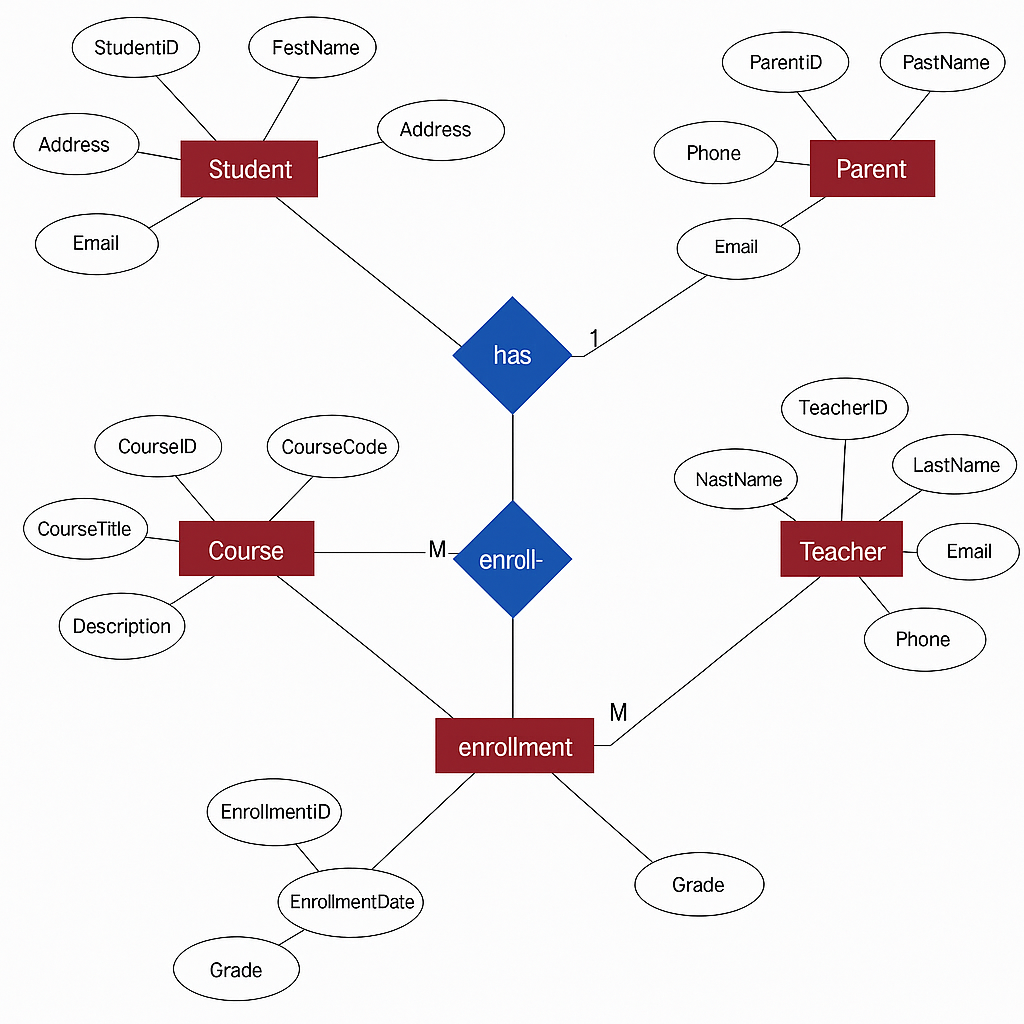 StudentiD
FestName
ParentiD
PastName
Address
Address
Phone
Student
Parent
Email
Email
1
has
TeacherID
CourseID
CourseCode
NastName
LastName
CourseTitle
Course
M
enroll-
Teacher
Email
Description
Phone
M
enrollment
EnrollmentiD
Grade
EnrollmentDate
Grade